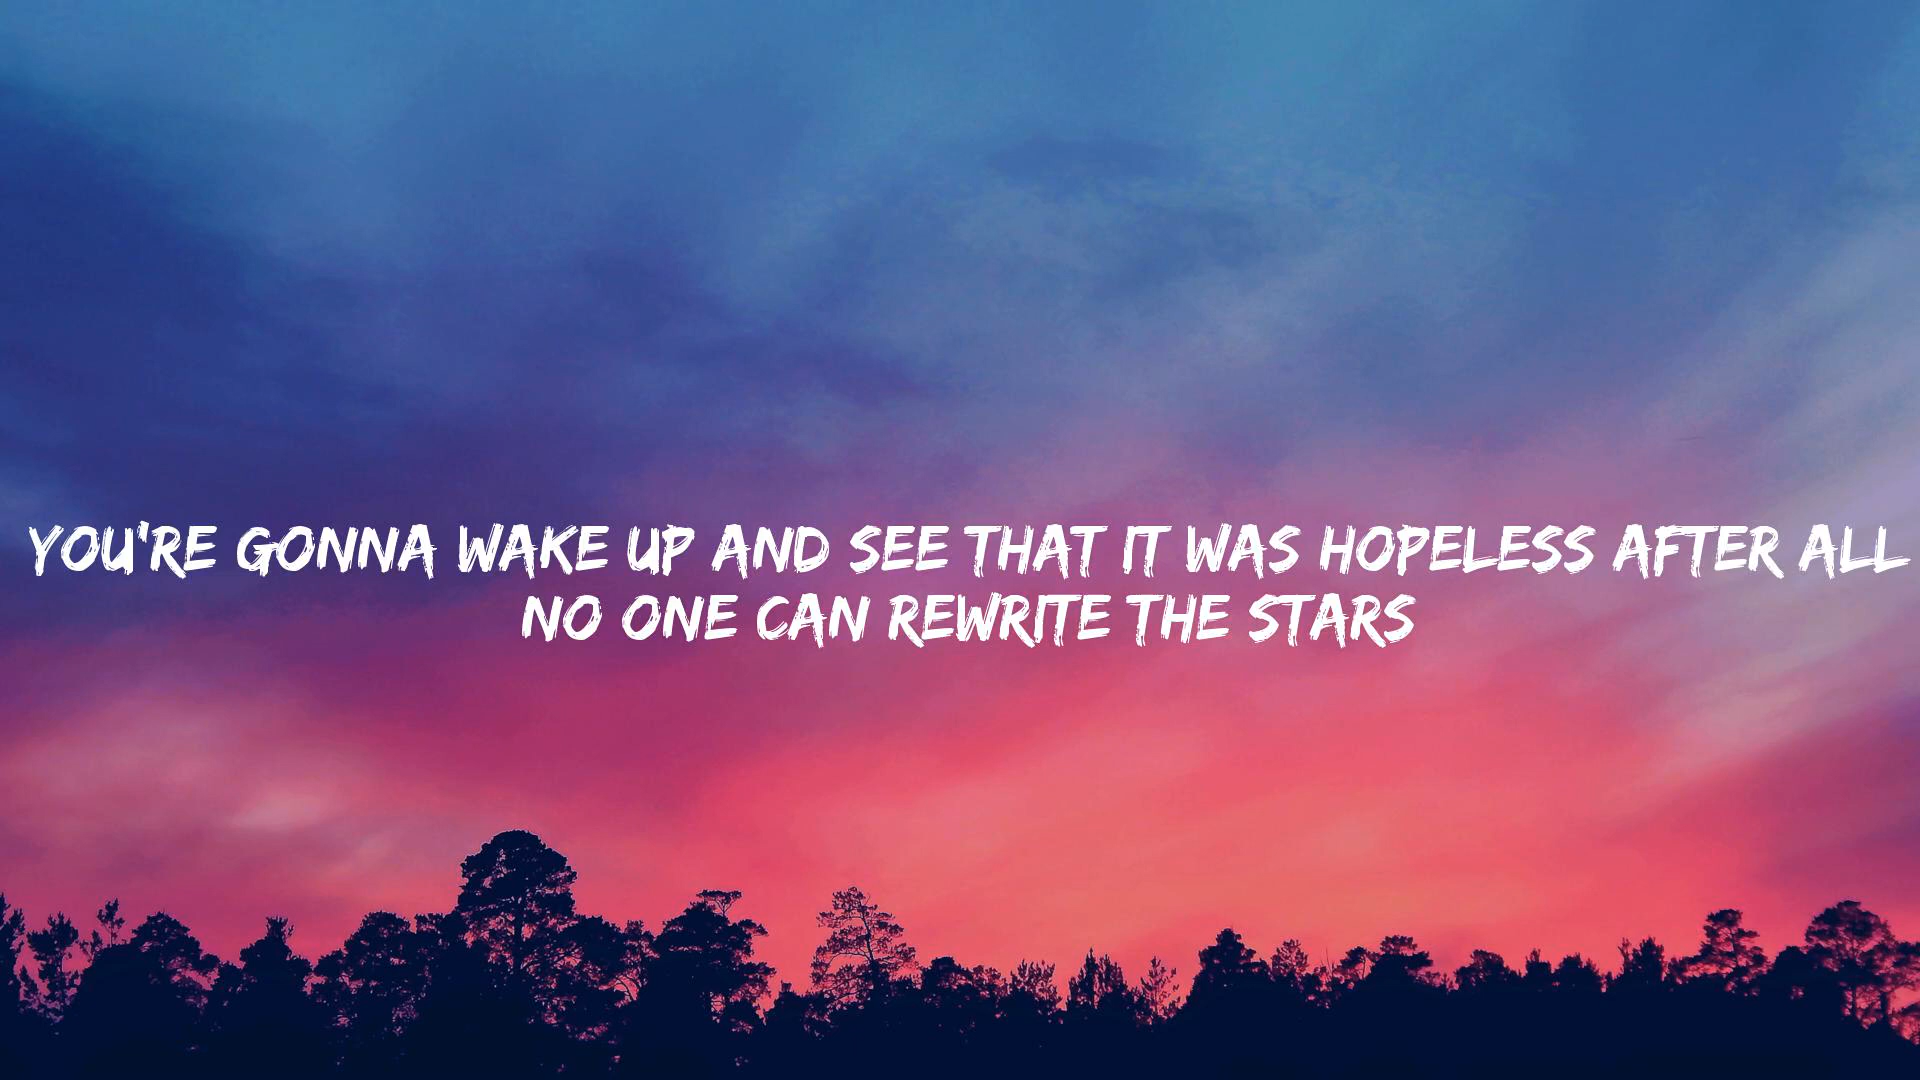 YOU'RE GONNA WAKE UP AND SEE THAT IT WAS HOPELESS AFTER ALL
NO ONE CAN REWRITE THE STARS